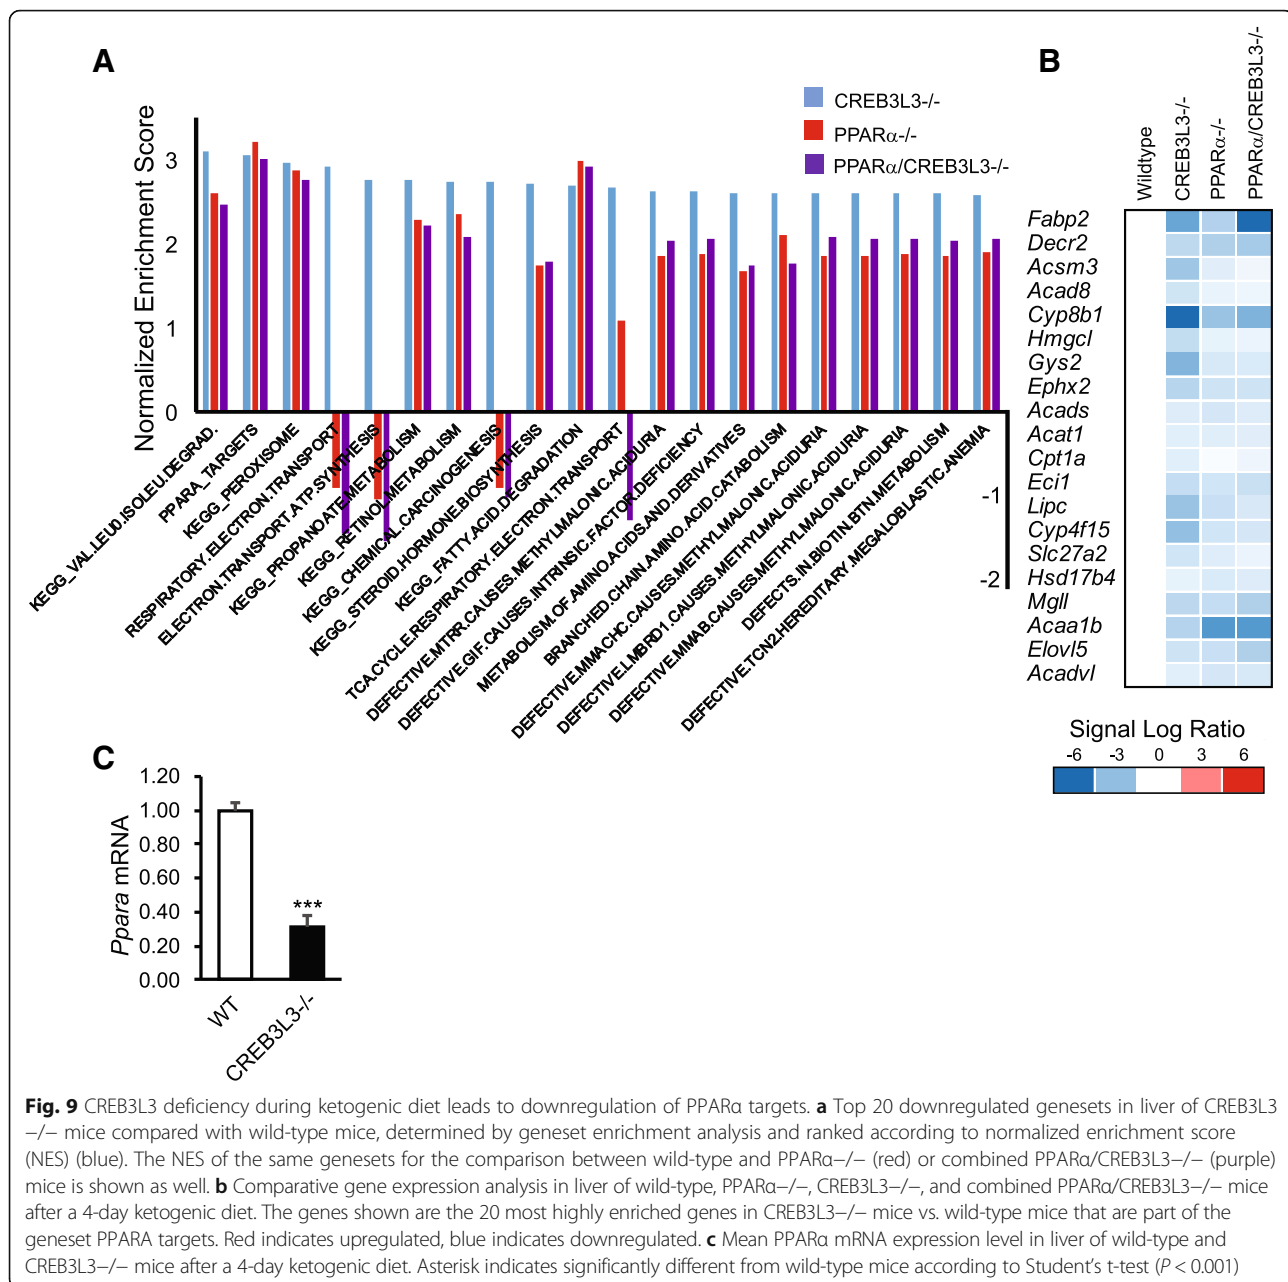 A
Normalized Enrichment Score
3
2
1
0
-1
-2
CREB3L3-/-
PPARα-/-
PPARα/CREB3L3-/-
KEGG_VAL.LEU0.ISOLEU.DEGRAD.
PPARA_TARGETS
KEGG_PEROXISOME
RESPIRATORY.ELECTRON.TRANSPORT
ELECTRON.TRANSPORT.ATP.SYNTHESIS
KEGG_PROPANOATE.METABOLISM
KEGG_RETINOL.METABOLISM
KEGG_CHEMICAL.CARCINOGENESIS
KEGG_STEROID.HORMONE.BIOSYNTHESIS
KEGG_FATTY.ACID.DEGRADATION
TCA.CYCLE.RESPIRATORY.ELECTRON.TRANSPORT
DEFECTIVE.MTRR.CAUSES.METHYLMALONIC.ACIDURIA
DEFECTIVE.GIF.CAUSES.INTRINSIC.FACTOR.DEFICIENCY
METABOLISM.OF.AMINO.ACIDS.AND.DERIVATIVES
BRANCHED.CHAIN.AMINO.ACID.CATABOLISM
DEFECTIVE.MMACHC.CAUSES.METHYLMALONIC.ACIDURIA
DEFECTIVE.LMBRD1.CAUSES.METHYLMALONIC.ACIDURIA
DEFECTIVE.MMAB.CAUSES.METHYLMALONIC.ACIDURIA
DEFECTS.IN.BIOTIN.BTN.METABOLISM
DEFECTIVE.TCN2.HEREDITARY.MEGALOBLASTIC.ANEMIA
B
Wildtype
CREB3L3-/-
PPARα-/-
PPARα/CREB3L3-/-
Fabp2
Decr2
Acsm3
Acad8
Cyp8b1
Hmgcl
Gys2
Ephx2
Acads
Acat1
Cpt1a
Eci1
Lipc
Cyp4f15
Slc27a2
Hsd17b4
Mgll
Acaa1b
Elovl5
Acadvl
Signal Log Ratio
-6 -3 0 3 6
C
Ppara mRNA
1.20
1.00
0.80
0.60
0.40
0.20
0.00
***
WT
CREB3L3-/-
Fig. 9 CREB3L3 deficiency during ketogenic diet leads to downregulation of PPARα targets. a Top 20 downregulated genesets in liver of CREB3L3
−/− mice compared with wild-type mice, determined by geneset enrichment analysis and ranked according to normalized enrichment score
(NES) (blue). The NES of the same genesets for the comparison between wild-type and PPARα−/− (red) or combined PPARα/CREB3L3−/− (purple)
mice is shown as well. b Comparative gene expression analysis in liver of wild-type, PPARα−/−, CREB3L3−/−, and combined PPARα/CREB3L3−/− mice
after a 4-day ketogenic diet. The genes shown are the 20 most highly enriched genes in CREB3L3−/− mice vs. wild-type mice that are part of the
geneset PPARA targets. Red indicates upregulated, blue indicates downregulated. c Mean PPARα mRNA expression level in liver of wild-type and
CREB3L3−/− mice after a 4-day ketogenic diet. Asterisk indicates significantly different from wild-type mice according to Student's t-test (P < 0.001)